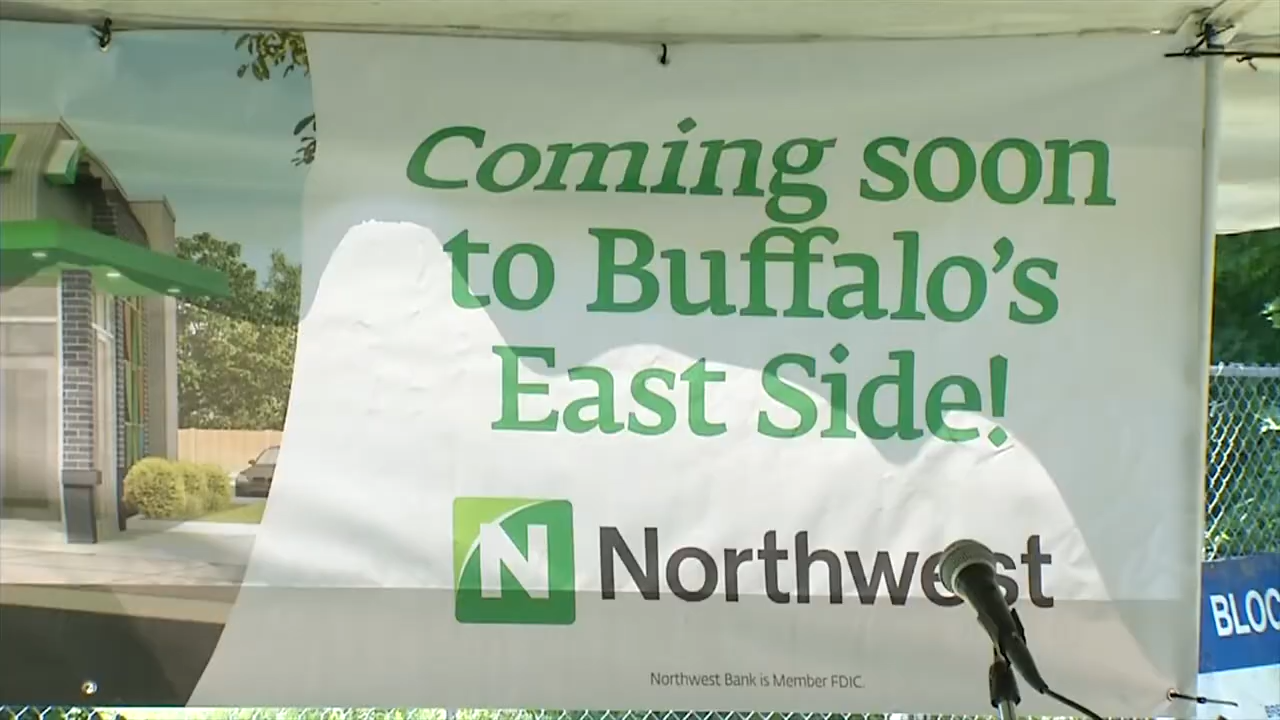 Coming soon
to Buffalo's
East Side!
N Northwest
Northwest Bank is Member FDIC.
BLOC